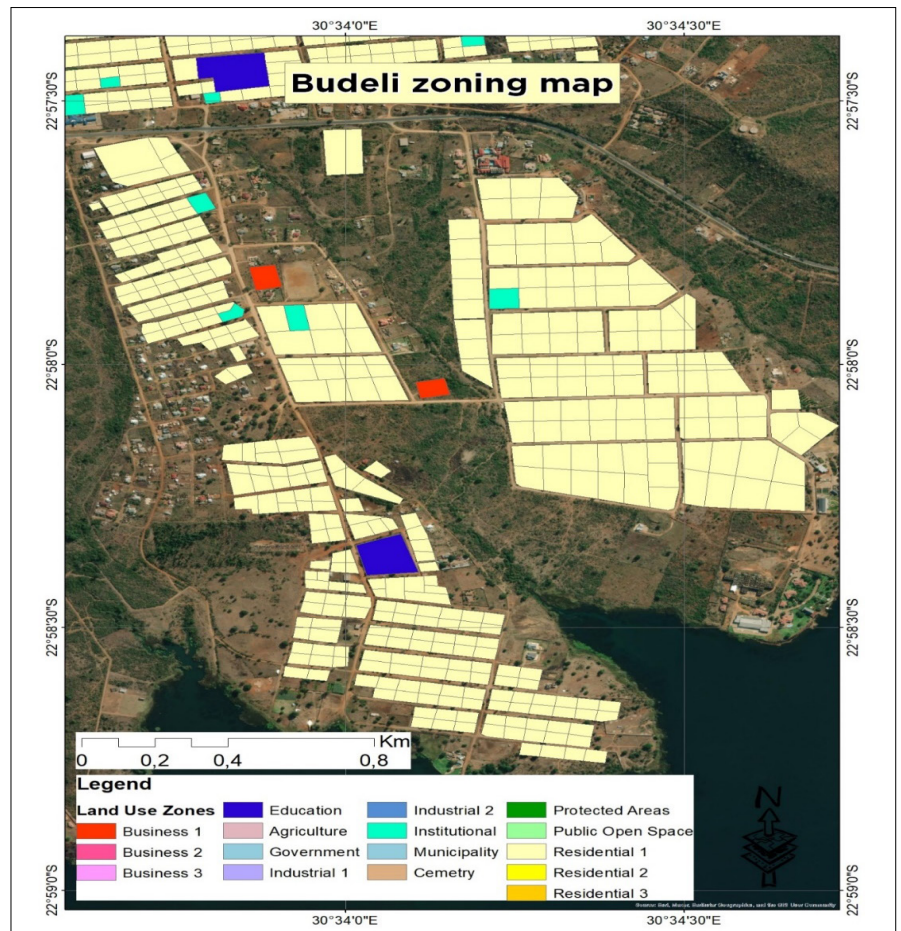 30°34'0"E
30°34'30"E
Budeli zoning map
22°57'30"S
22°57'30"S
22°58'0"S
22°58'0"S
22°58'30"S
22°58'30"S
Km
0
0,2
0,4
0,8
Legend
Land Use Zones
Business 1
Business 2
Business 3
Education
Agriculture
Government
Industrial 1
Industrial 2
Institutional
Municipality
Cemetry
Protected Areas
Public Open Space
Residential 1
Residential 2
Residential 3
N
22°59'0"S
22°59'0"S
30°34'0"E
30°34'30"E